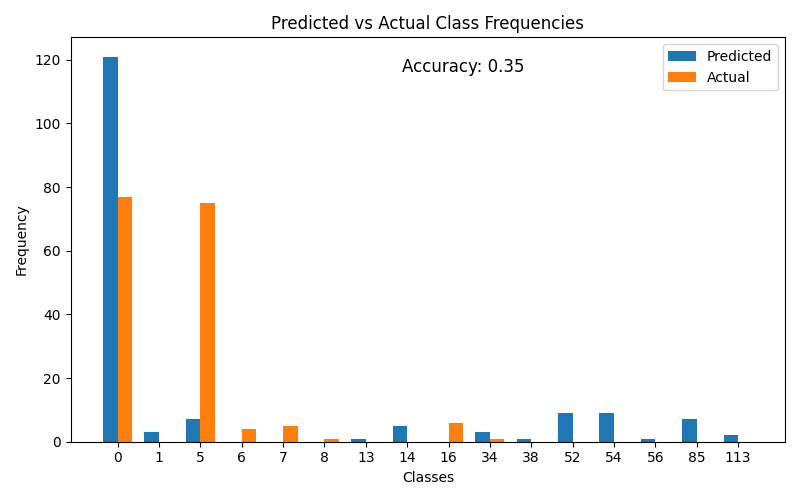 Predicted vs Actual Class Frequencies
Accuracy: 0.35
Predicted
Actual
Frequency
120
100
80
60
40
20
0
0 1 5 6 7 8 13 14 16 34 38 52 54 56 85 113
Classes